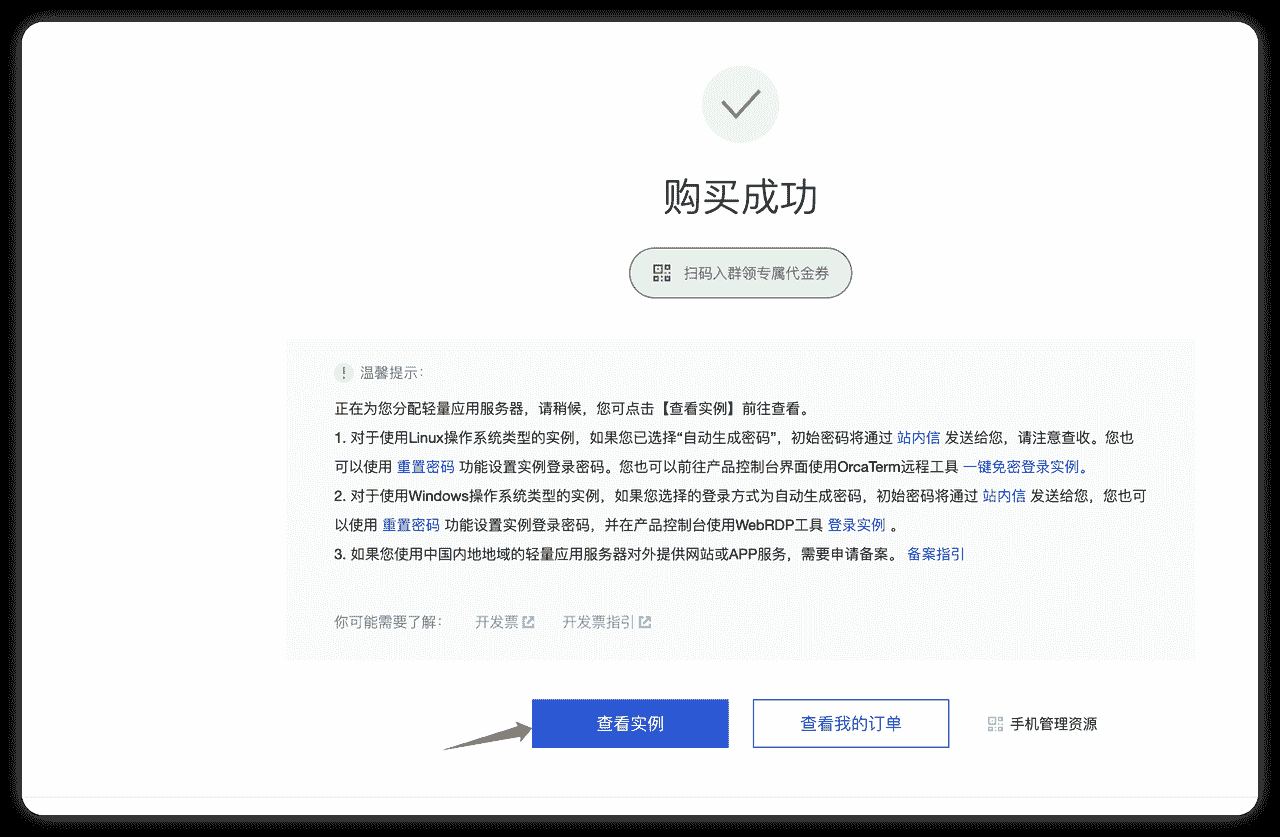 购买成功
扫码入群领专属代金券
! 温馨提示:
正在为您分配轻量应用服务器，请稍候，您可点击【查看实例】前往查看。
1. 对于使用Linux操作系统类型的实例，如果您已选择“自动生成密码”，初始密码将通过 站内信 发送给您，请注意查收。您也
可以使用 重置密码 功能设置实例登录密码。您也可以前往产品控制台界面使用OrcaTerm远程工具 一键免密登录实例。
2. 对于使用Windows操作系统类型的实例，如果您选择的登录方式为自动生成密码，初始密码将通过 站内信 发送给您，您也可
以使用 重置密码 功能设置实例登录密码，并在产品控制台使用WebRDP工具 登录实例 。
3. 如果您使用中国内地地域的轻量应用服务器对外提供网站或APP服务，需要申请备案。 备案指引
你可能需要了解: 开发票 开发票指引
查看实例 查看我的订单 手机管理资源